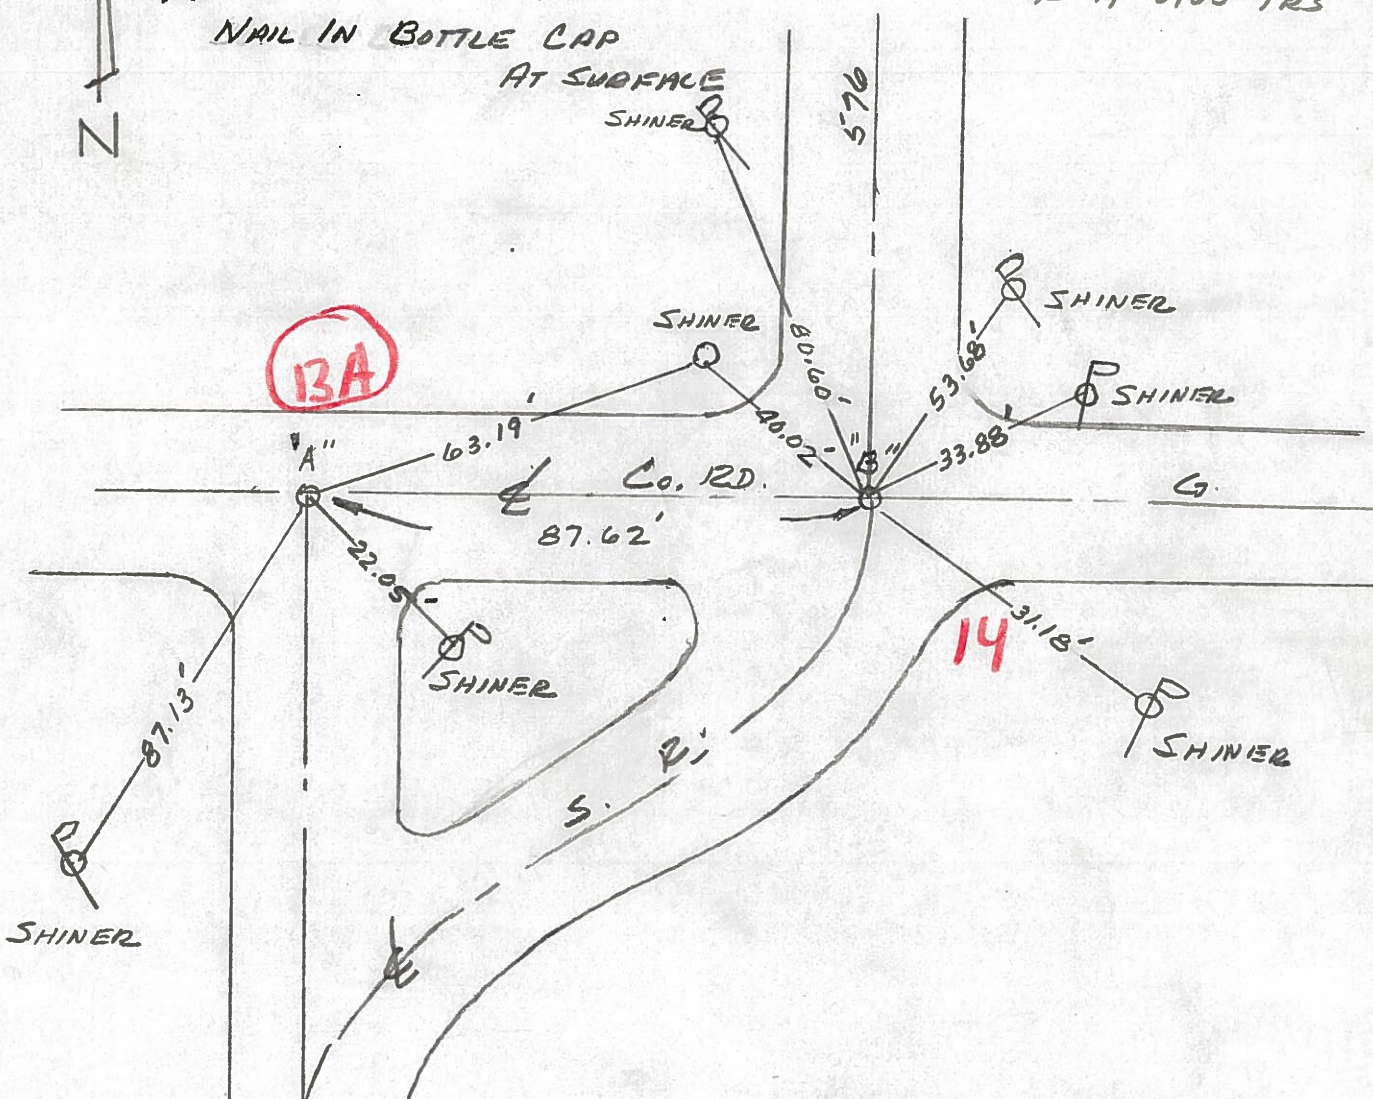 NAIL IN BOTTLE CAP
AT SURFACE
N
SHINER
576
SHINER
SHINER
13A
80.60'
53.68'
SHINER
63.19'
40.02'
"A"
"B"
33.88'
℄ CO. RD.
G.
87.62'
22.05'
14
31.18'
SHINER
87.13'
S. R.
SHINER
SHINER
℄